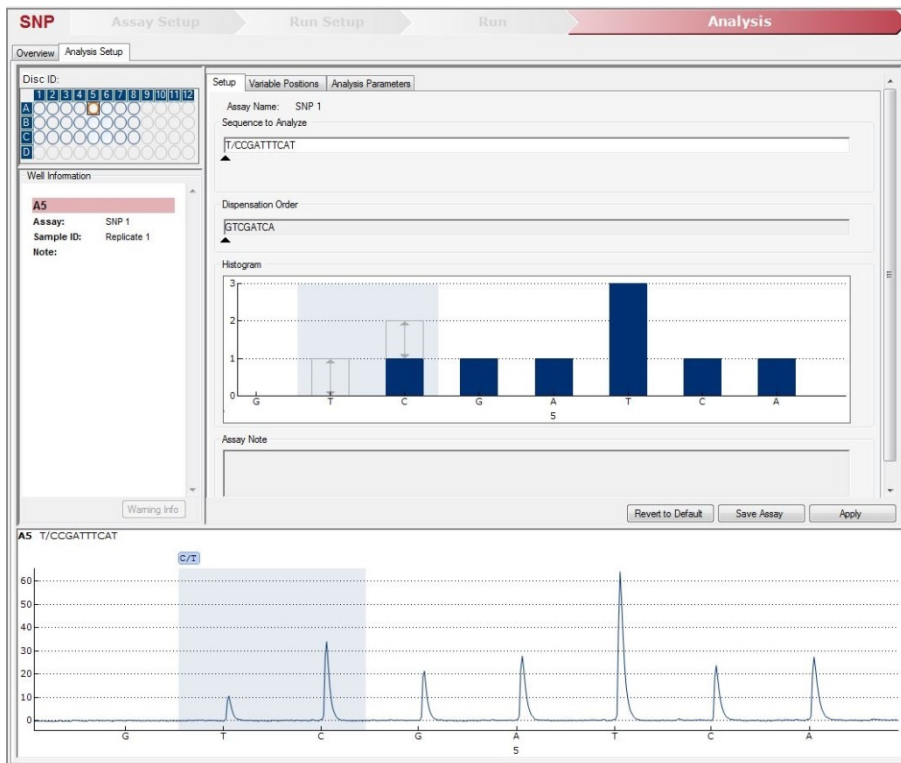 SNP Assay Setup Run Setup Run Analysis
Overview Analysis Setup
Disc ID:
1 2 3 4 5 6 7 8 9 10 11 12
A
B
C
D
Well Information
A5
Assay: SNP 1
Sample ID: Replicate 1
Note:
Warning Info
Setup Variable Positions Analysis Parameters
Assay Name: SNP 1
Sequence to Analyze
T/CCGATTTCAT
Dispensation Order
GTCGATCA
Histogram
3
2
1
0
G T C G A T C A
5
Assay Note
Revert to Default Save Assay Apply
A5 T/CCGATTTCAT
C/T
60
50
40
30
20
10
0
G T C G A T C A
5